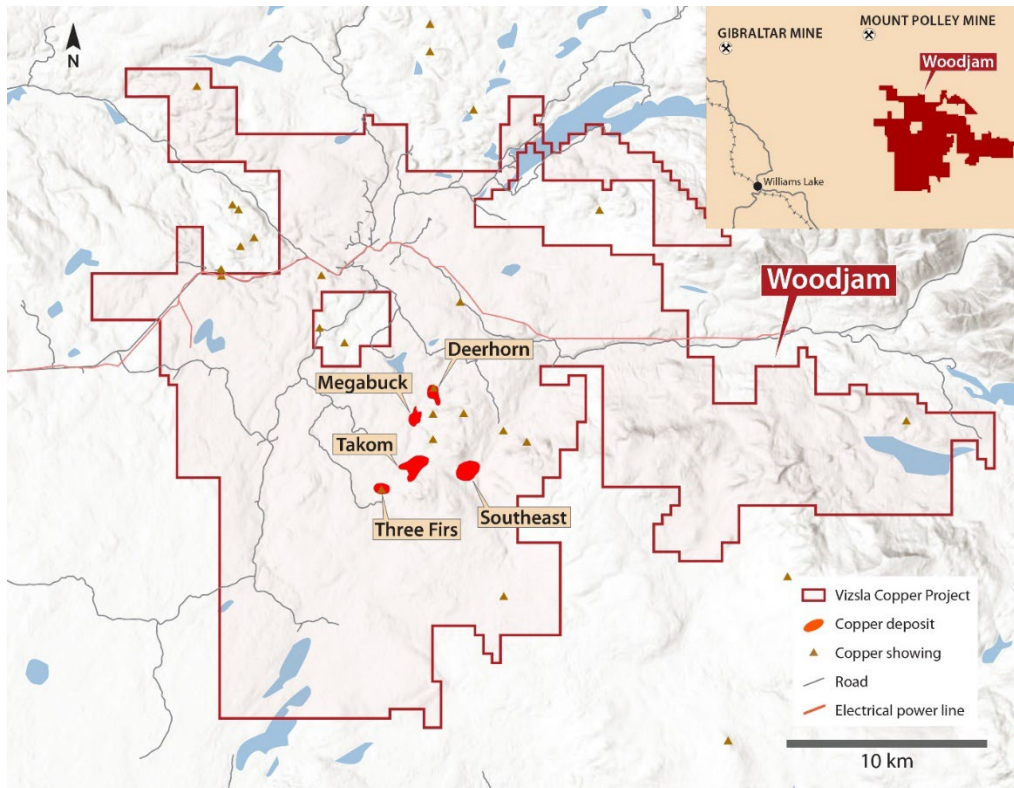 N
GIBRALTAR MINE
MOUNT POLLEY MINE
Woodjam
Williams Lake
Woodjam
Deerhorn
Megabuck
Takom
Three Firs
Southeast
Vizsla Copper Project
Copper deposit
Copper showing
Road
Electrical power line
10 km